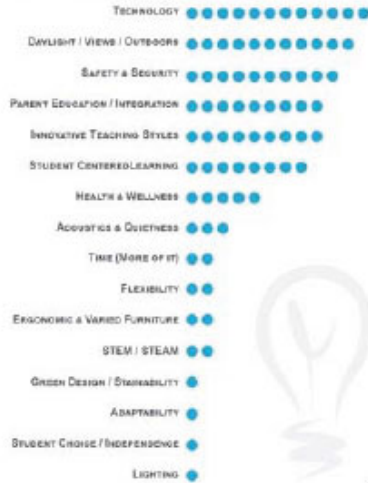 TECHNOLOGY
DAYLIGHT / VIEWS / OUTDOORS
SAFETY & SECURITY
PARENT EDUCATION / INTEGRATION
INNOVATIVE TEACHING STYLES
STUDENT CENTERED LEARNING
HEALTH & WELLNESS
ACOUSTICS & QUIETNESS
TIME (MORE OF IT)
FLEXIBILITY
ERGONOMIC & VARIED FURNITURE
STEM / STEAM
GREEN DESIGN / STAINABILITY
ADAPTABILITY
STUDENT CHOICE / INDEPENDENCE
LIGHTING